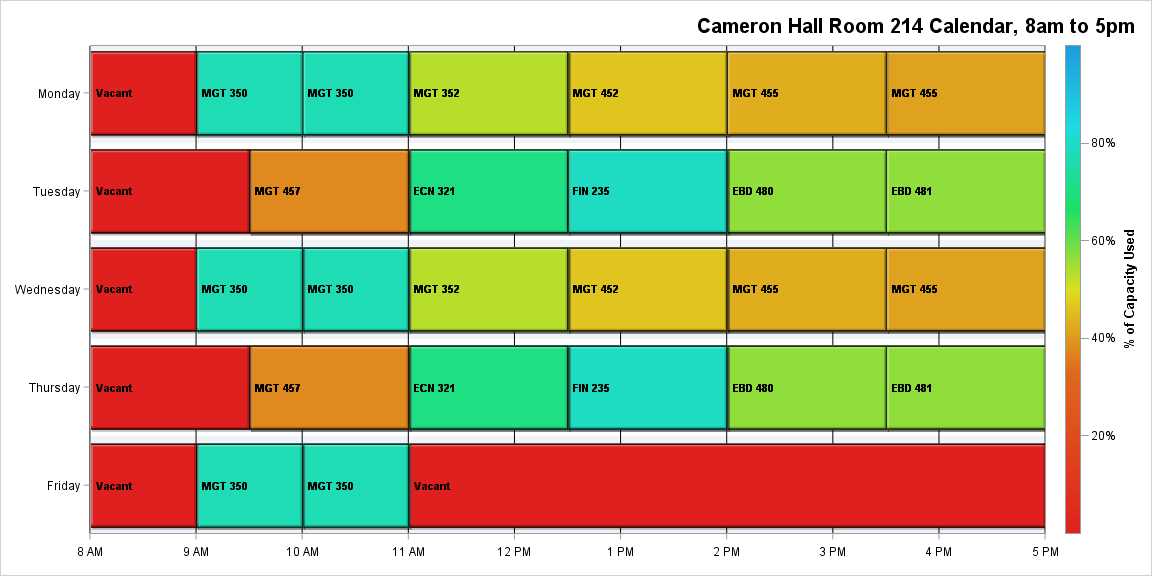 Cameron Hall Room 214 Calendar, 8am to 5pm
Monday
Vacant
MGT 350
MGT 350
MGT 352
MGT 452
MGT 455
MGT 455
Tuesday
Vacant
MGT 457
ECN 321
FIN 235
EBD 480
EBD 481
Wednesday
Vacant
MGT 350
MGT 350
MGT 352
MGT 452
MGT 455
MGT 455
Thursday
Vacant
MGT 457
ECN 321
FIN 235
EBD 480
EBD 481
Friday
Vacant
MGT 350
MGT 350
Vacant
8 AM
9 AM
10 AM
11 AM
12 PM
1 PM
2 PM
3 PM
4 PM
5 PM
80%
60%
40%
20%
% of Capacity Used